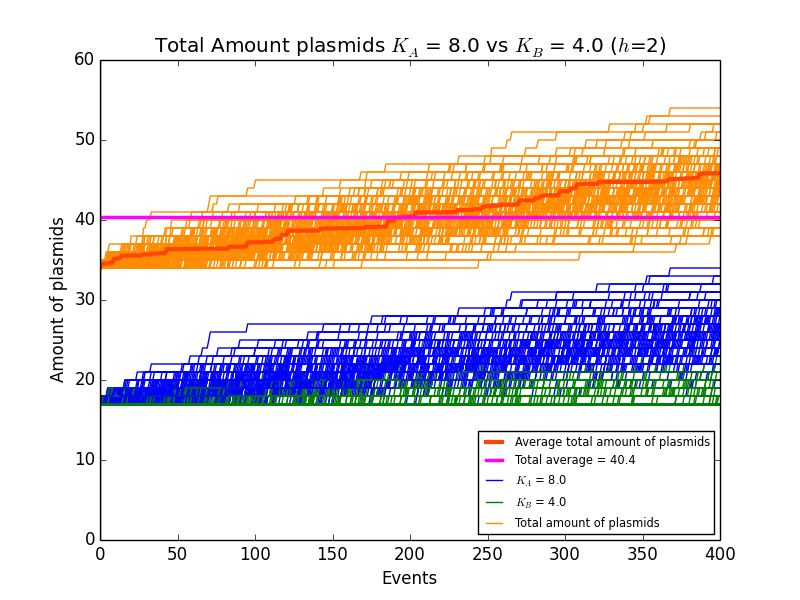 Total Amount plasmids K_A = 8.0 vs K_B = 4.0 (h=2)
60
50
40
30
20
10
0
Amount of plasmids
Average total amount of plasmids
Total average = 40.4
K_A = 8.0
K_B = 4.0
Total amount of plasmids
0 50 100 150 200 250 300 350 400
Events